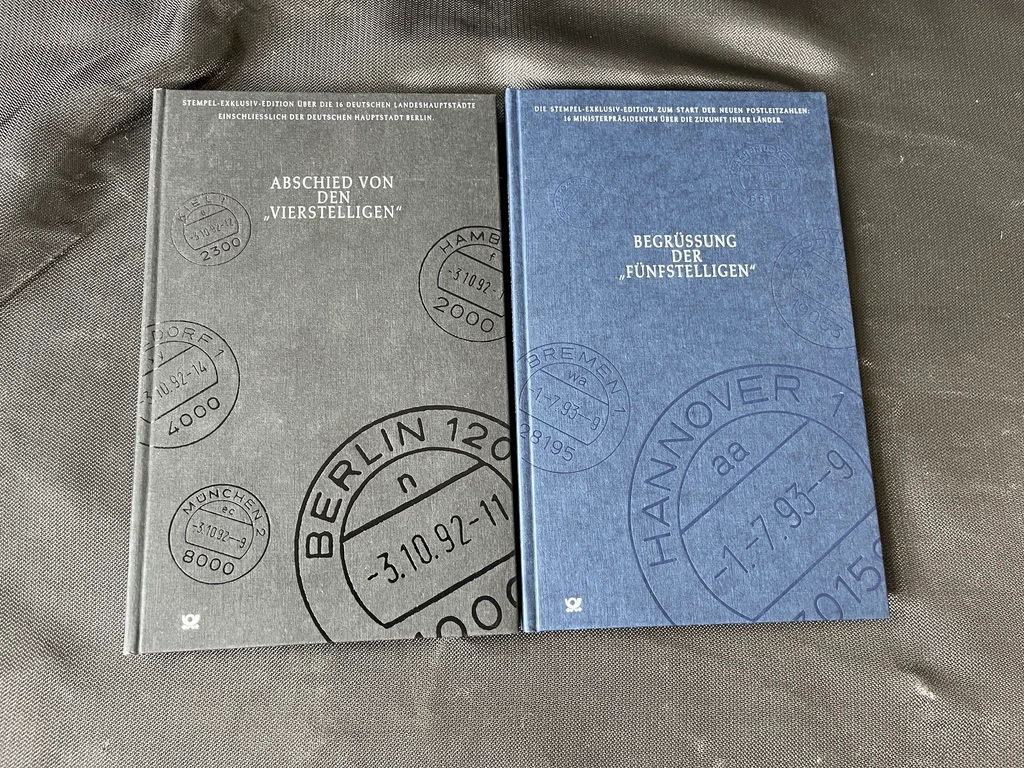 STEMPEL-EXKLUSIV-EDITION ÜBER DIE 16 DEUTSCHEN LANDESHAUPTSTÄDTE
EINSCHLIESSLICH DER DEUTSCHEN HAUPTSTADT BERLIN.
ABSCHIED VON
DEN
„VIERSTELLIGEN“
2300
HAMB
f
-3.10.92-1
2000
DORF 1
-3.10.92-14
4000
MÜNCHEN 2
ec
-3.10.92--9
8000
BERLIN 120
n
-3.10.92-11
1000
DIE STEMPEL-EXKLUSIV-EDITION ZUM START DER NEUEN POSTLEITZAHLEN:
16 MINISTERPRÄSIDENTEN ÜBER DIE ZUKUNFT IHRER LÄNDER.
BEGRÜSSUNG
DER
„FÜNFSTELLIGEN“
BREMEN 1
wa
-1.-7.93--9
28195
HANNOVER 1
aa
-1.-7.93--9
3015